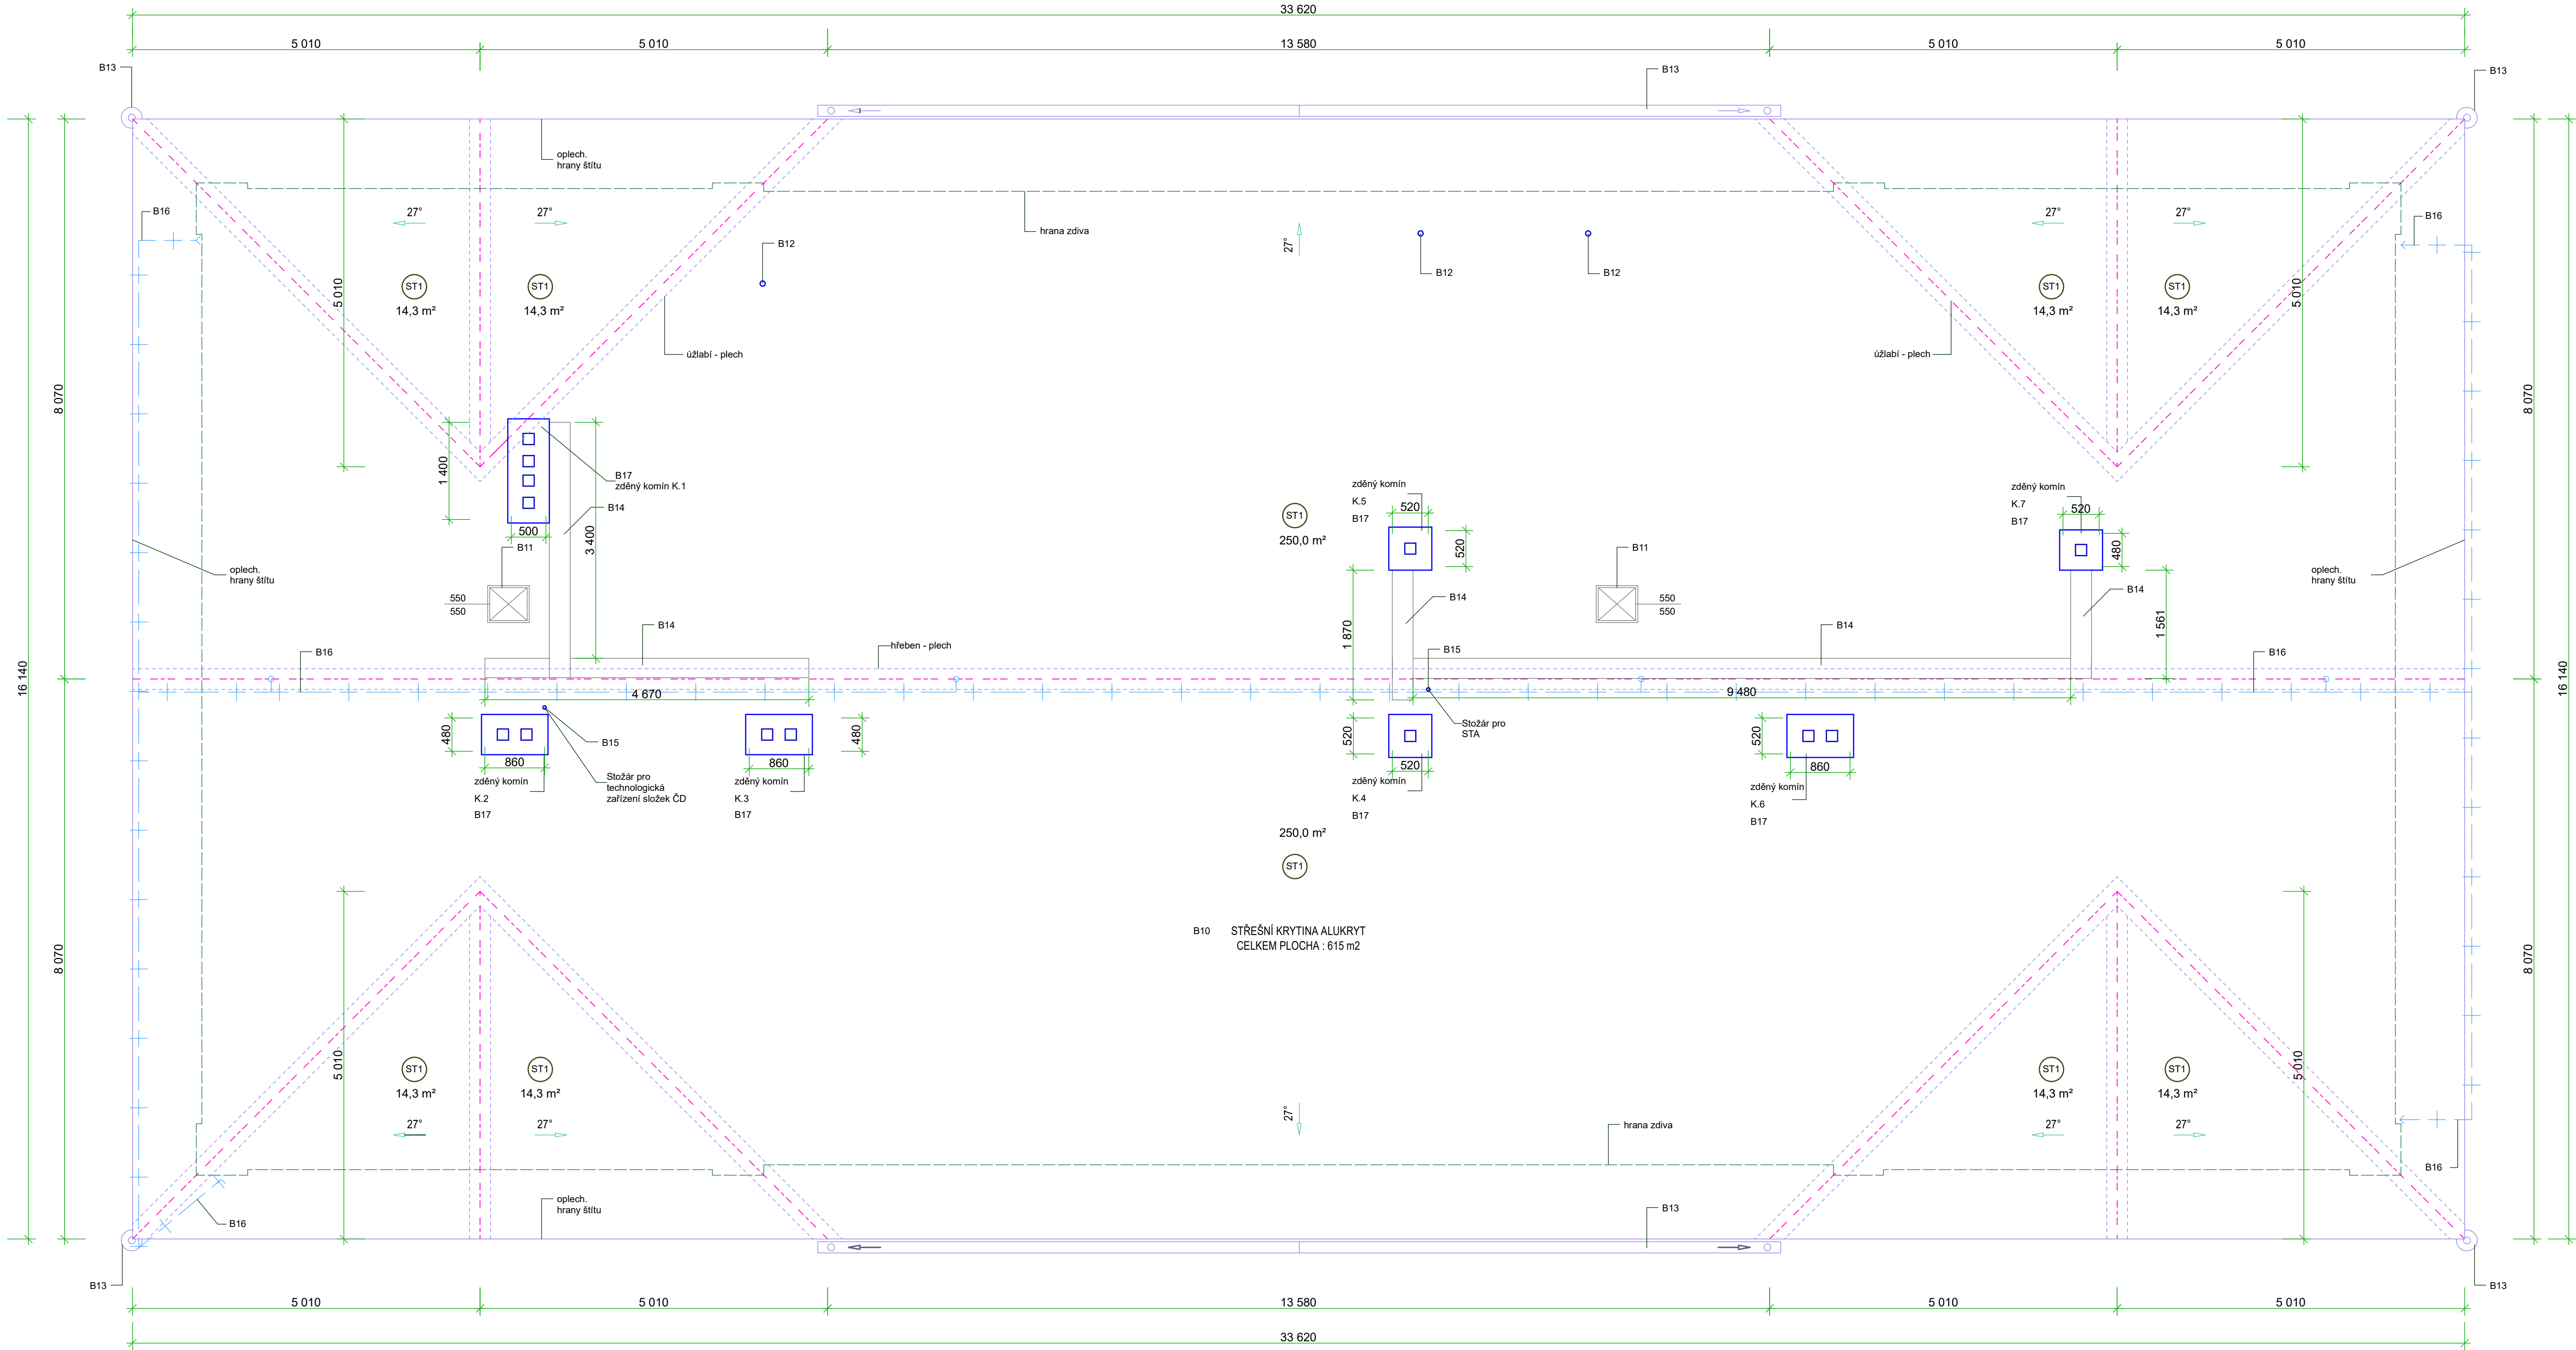 33 620
5 010
5 010
13 580
5 010
5 010
B13
B13
B13
oplech.
hrany štítu
B16
27°
27°
B12
hrana zdiva
27°
B12
B12
27°
27°
B16
ST1
14,3 m²
ST1
14,3 m²
ST1
14,3 m²
ST1
14,3 m²
5 010
5 010
úžlabí - plech
úžlabí - plech
8 070
8 070
16 140
16 140
1 400
B17
zděný komín K.1
B14
500
3 400
B11
550
550
oplech.
hrany štítu
ST1
250,0 m²
zděný komín
K.5
B17
520
520
B11
550
550
zděný komín
K.7
B17
520
480
oplech.
hrany štítu
B14
B14
1 870
1 561
B14
B14
B16
hřeben - plech
B15
B16
4 670
9 480
Stožár pro
STA
480
860
B15
480
860
520
520
520
860
zděný komín
K.2
B17
Stožár pro
technologická
zařízení složek ČD
zděný komín
K.3
B17
zděný komín
K.4
B17
zděný komín
K.6
B17
250,0 m²
ST1
B10 STŘEŠNÍ KRYTINA ALUKRYT
CELKEM PLOCHA : 615 m2
8 070
8 070
5 010
5 010
ST1
14,3 m²
ST1
14,3 m²
ST1
14,3 m²
ST1
14,3 m²
27°
27°
27°
27°
27°
hrana zdiva
B16
B16
oplech.
hrany štítu
B13
B13
B13
5 010
5 010
13 580
5 010
5 010
33 620